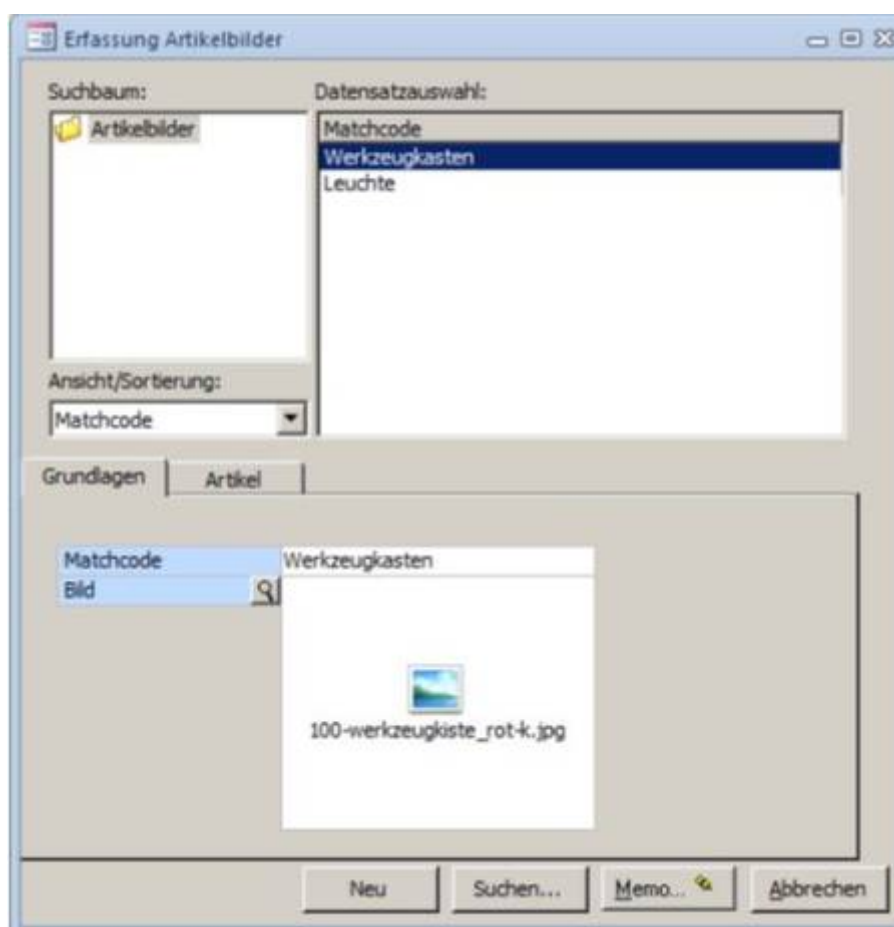 Erfassung Artikelbilder
Suchbaum:
Datensatzauswahl:
Artikelbilder
Matchcode
Werkzeugkasten
Leuchte
Ansicht/Sortierung:
Matchcode
Grundlagen
Artikel
Matchcode
Werkzeugkasten
Bild
100-werkzeugkiste_rot-k.jpg
Neu
Suchen...
Memo...
Abbrechen